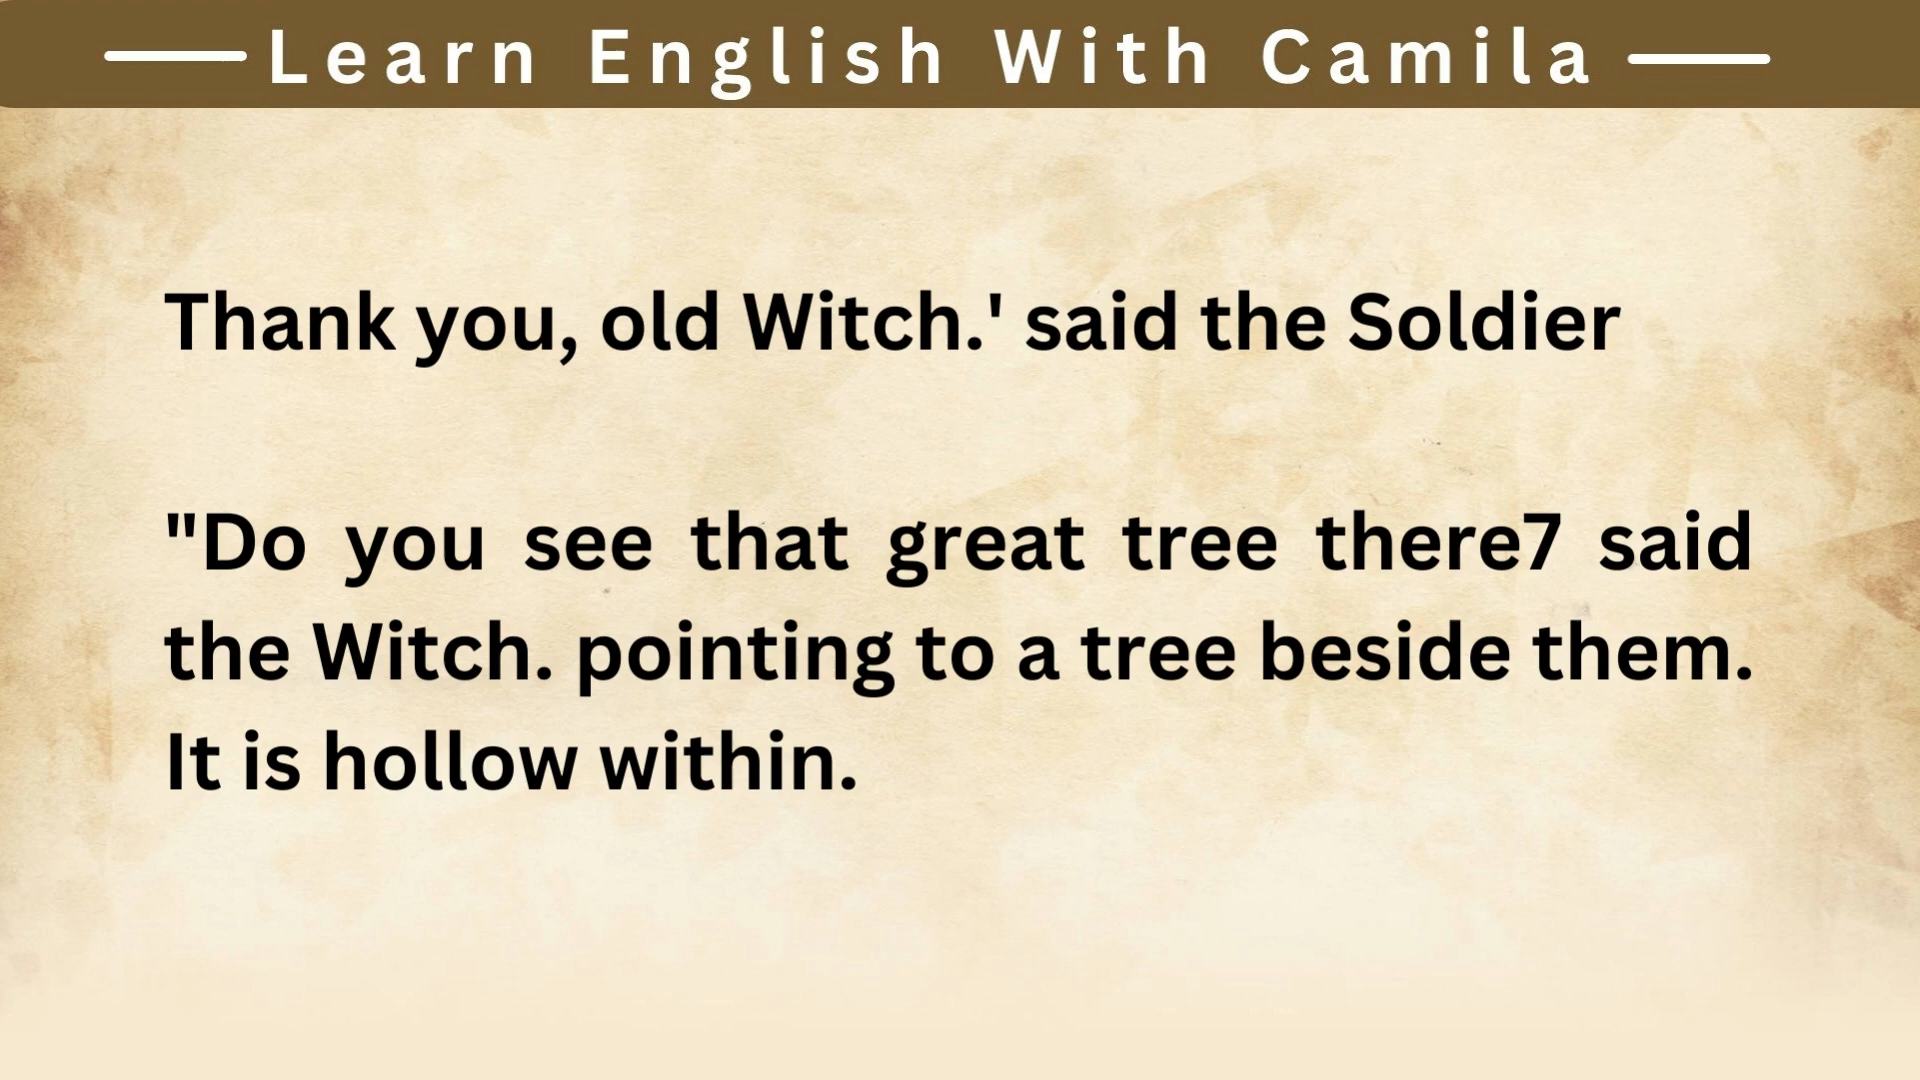 Learn English With Camila
Thank you, old Witch.' said the Soldier
"Do you see that great tree there7 said
the Witch. pointing to a tree beside them.
It is hollow within.